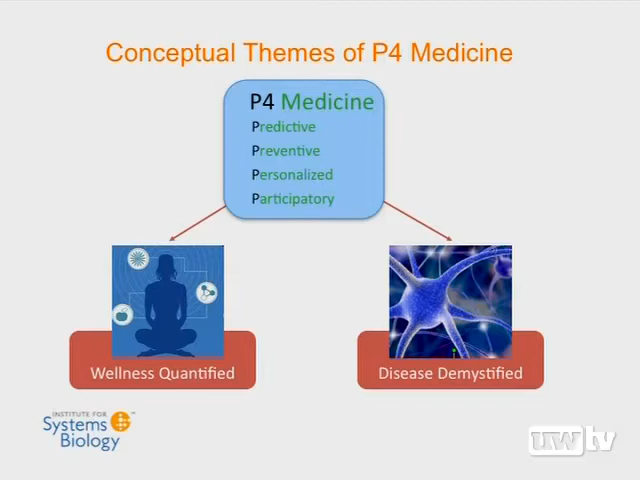 Conceptual Themes of P4 Medicine
P4 Medicine
Predictive
Preventive
Personalized
Participatory
Wellness Quantified
Disease Demystified
INSTITUTE FOR
Systems
Biology
uwtv